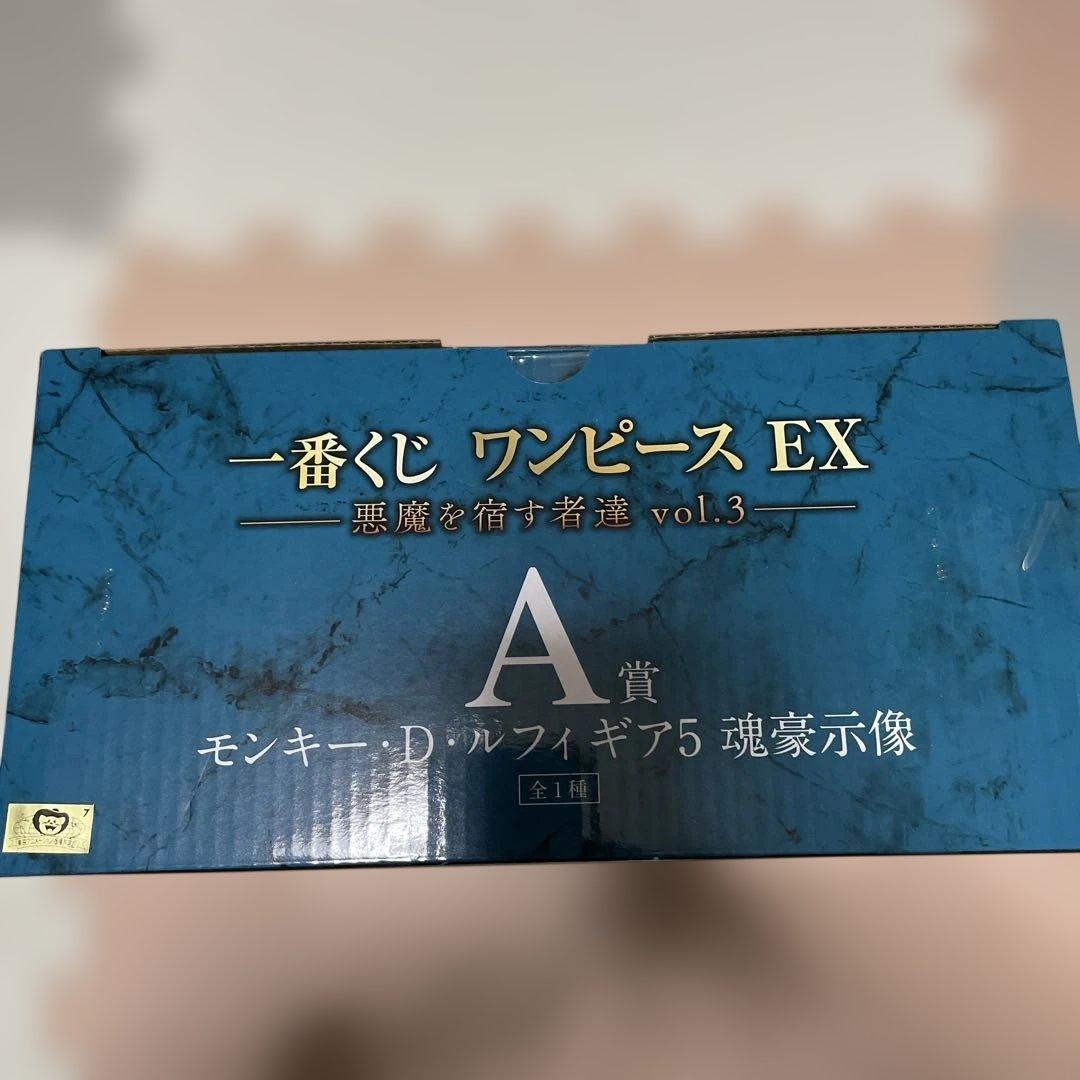 一番くじ ワンピース EX
悪魔を宿す者達 vol.3
A賞
モンキー・D・ルフィ ギア5 魂豪示像
全1種
7